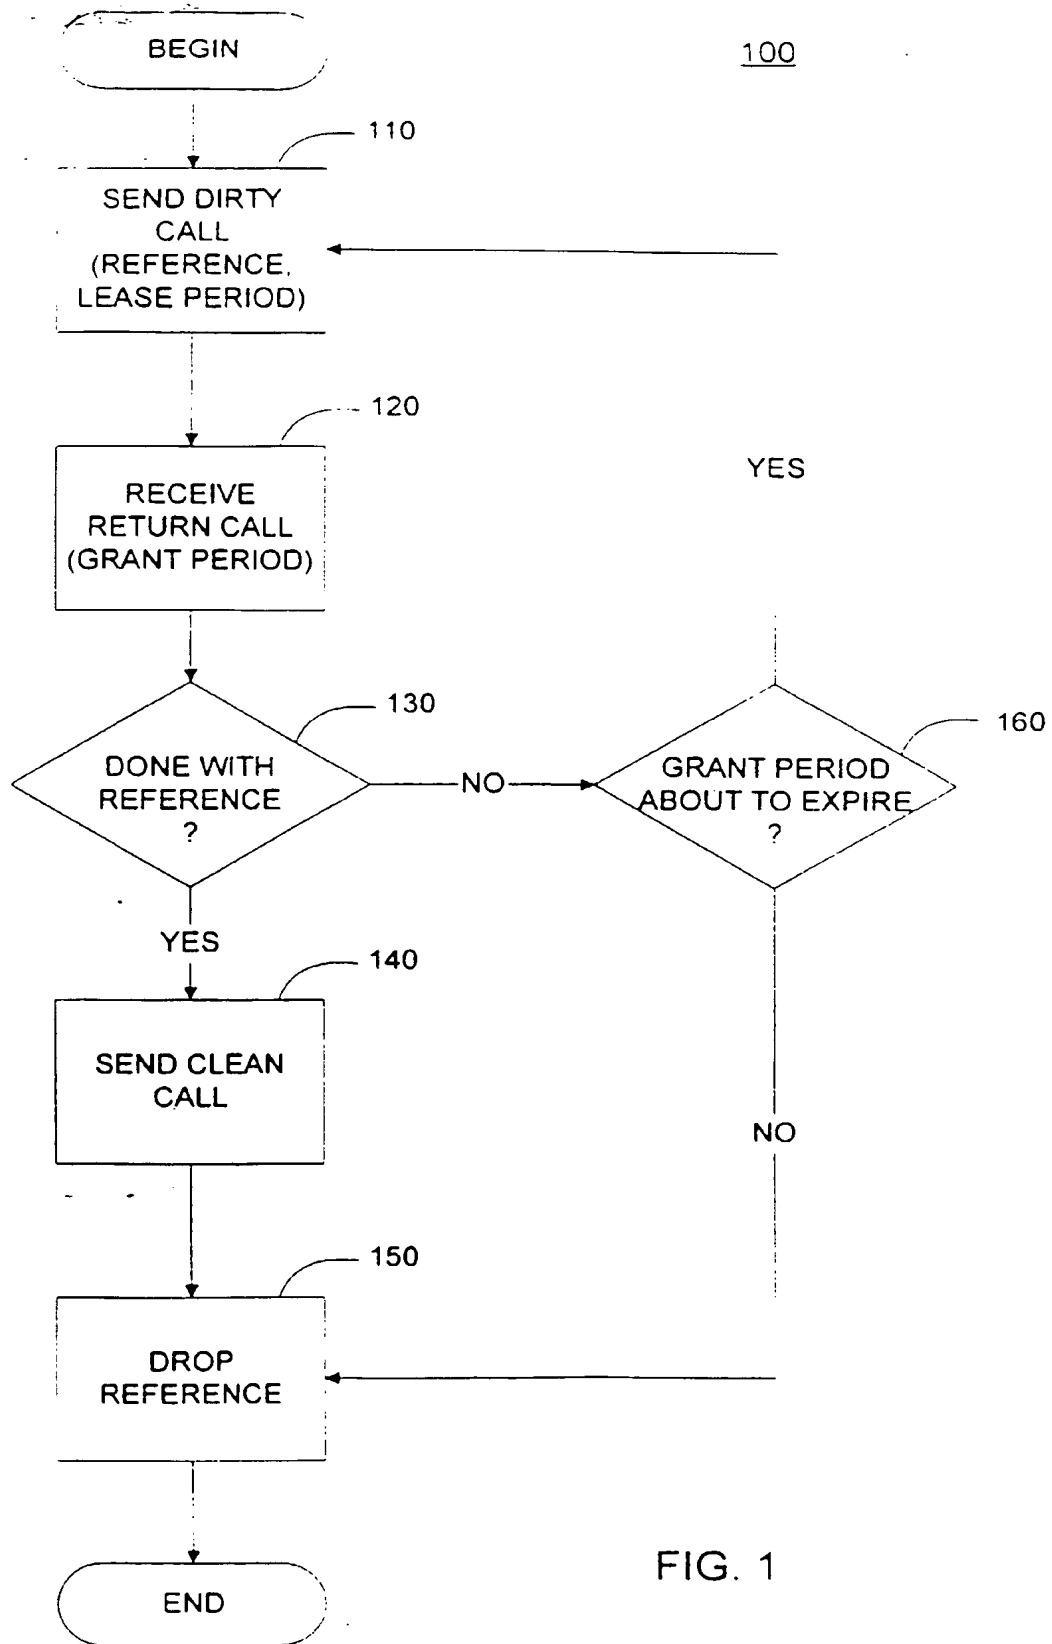 BEGIN
100
110
SEND DIRTY
CALL
(REFERENCE,
LEASE PERIOD)
120
RECEIVE
RETURN CALL
(GRANT PERIOD)
YES
130
DONE WITH
REFERENCE
?
NO
160
GRANT PERIOD
ABOUT TO EXPIRE
?
YES
140
SEND CLEAN
CALL
NO
150
DROP
REFERENCE
END
FIG. 1